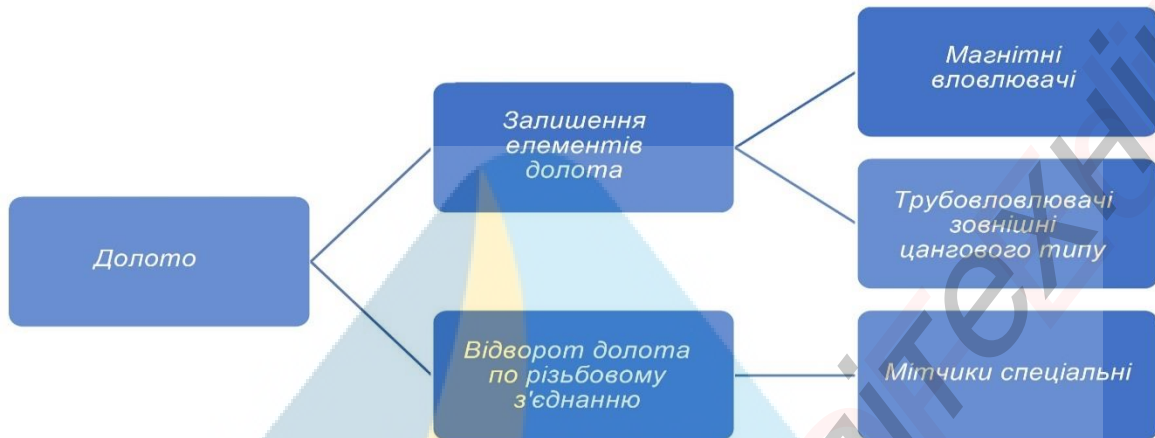 Долото
Залишення
елементів
долота
Відворот долота
по різьбовому
з'єднанню
Магнітні
вловлювачі
Трубовловлювачі
зовнішні
цангового типу
Мітчики спеціальні